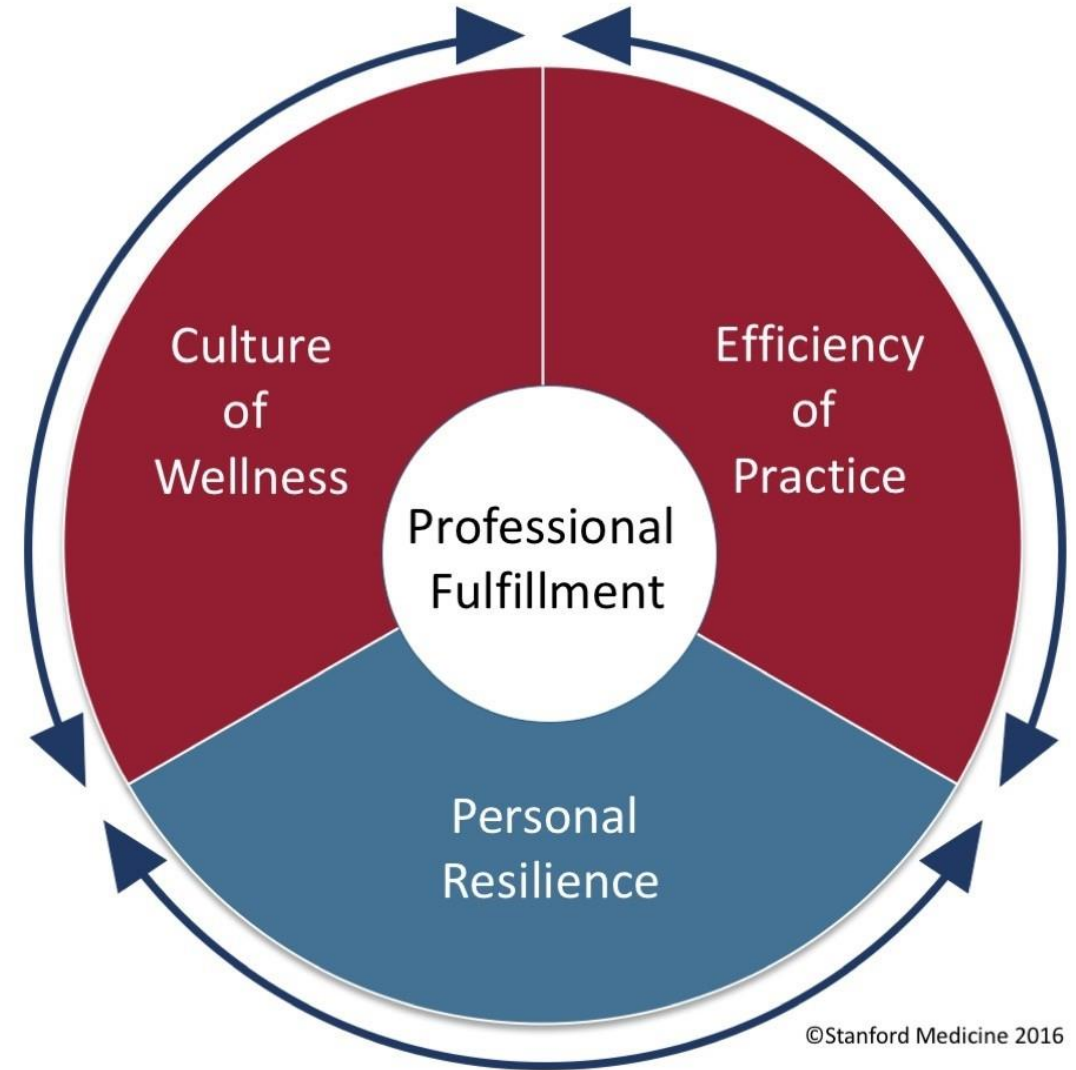 Culture
of
Wellness
Efficiency
of
Practice
Professional
Fulfillment
Personal
Resilience
©Stanford Medicine 2016